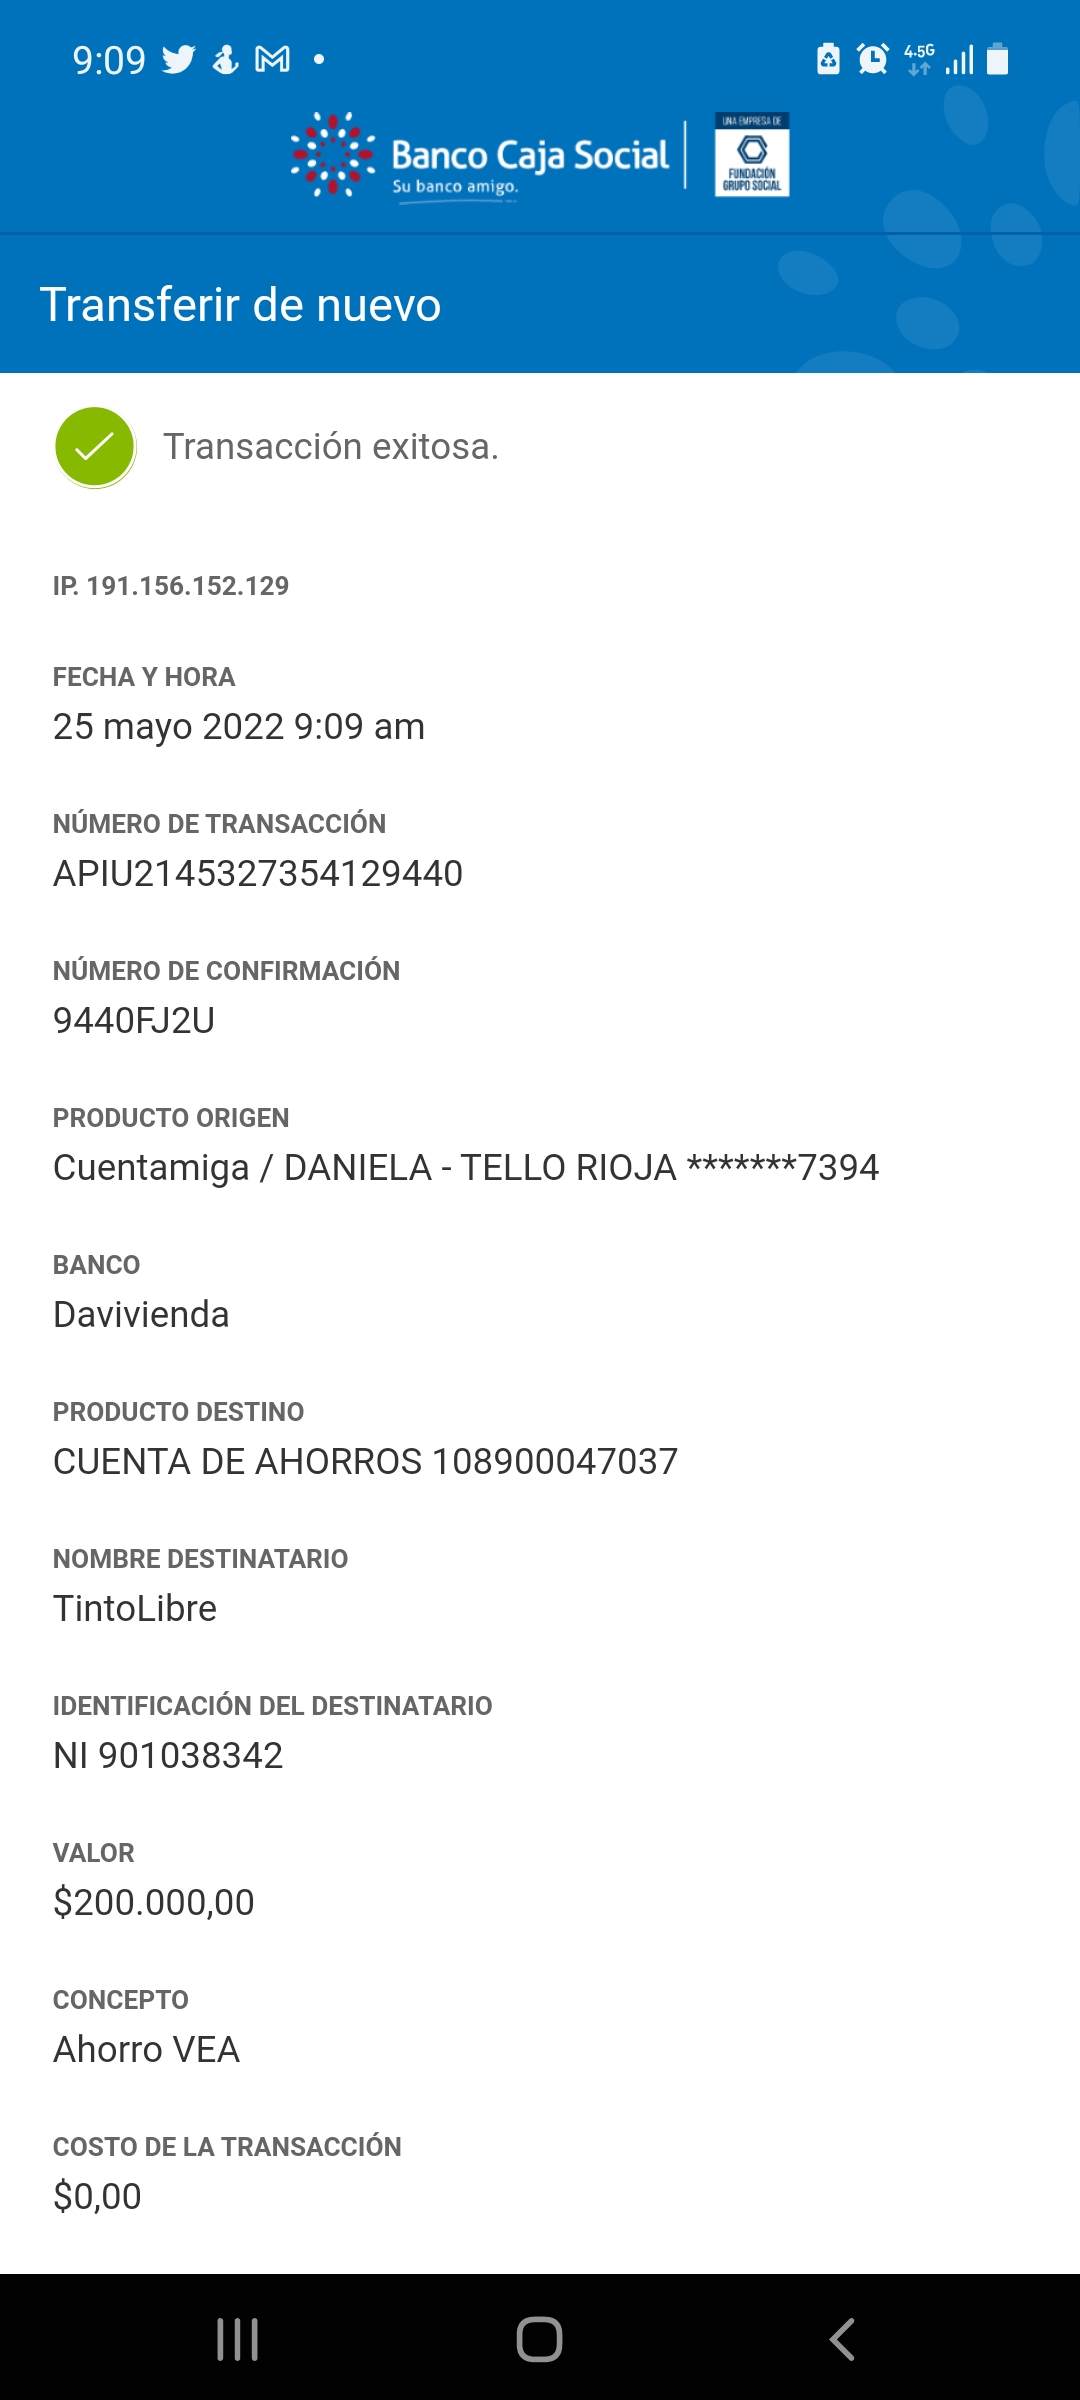 9:09
4.5G
Banco Caja Social
Su banco amigo.
UNA EMPRESA DE
FUNDACIÓN
GRUPO SOCIAL
Transferir de nuevo
Transacción exitosa.
IP. 191.156.152.129
FECHA Y HORA
25 mayo 2022 9:09 am
NÚMERO DE TRANSACCIÓN
APIU2145327354129440
NÚMERO DE CONFIRMACIÓN
9440FJ2U
PRODUCTO ORIGEN
Cuentamiga / DANIELA - TELLO RIOJA *******7394
BANCO
Davivienda
PRODUCTO DESTINO
CUENTA DE AHORROS 108900047037
NOMBRE DESTINATARIO
TintoLibre
IDENTIFICACIÓN DEL DESTINATARIO
NI 901038342
VALOR
$200.000,00
CONCEPTO
Ahorro VEA
COSTO DE LA TRANSACCIÓN
$0,00